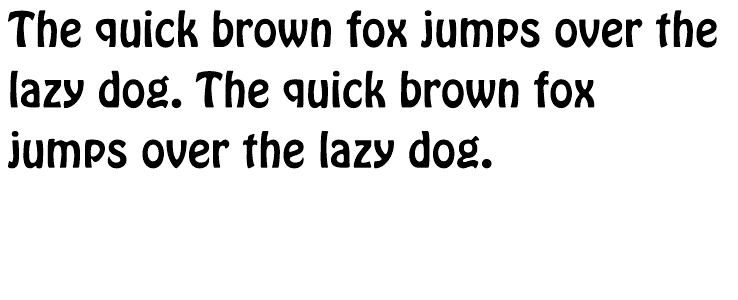 The quick brown fox jumps over the
lazy dog. The quick brown fox
jumps over the lazy dog.